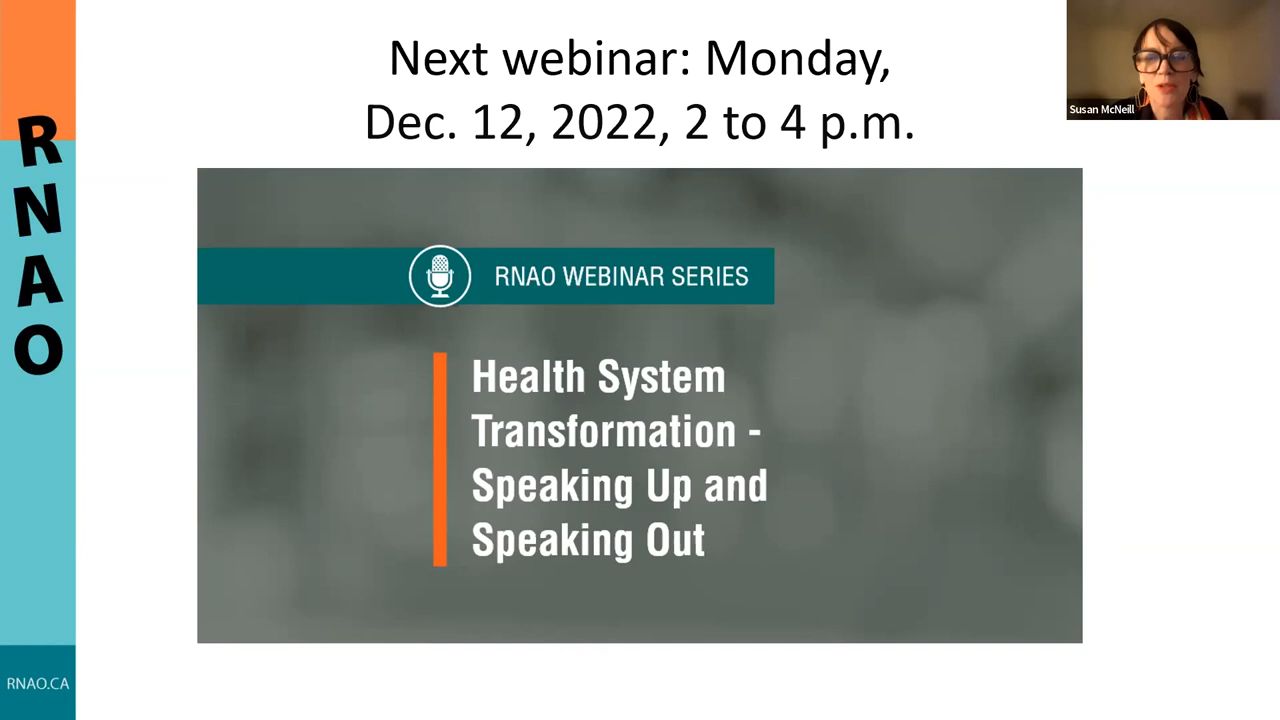 Next webinar: Monday,
Dec. 12, 2022, 2 to 4 p.m.
Susan McNeill
RNAO
RNAO WEBINAR SERIES
Health System
Transformation -
Speaking Up and
Speaking Out
RNAO.CA